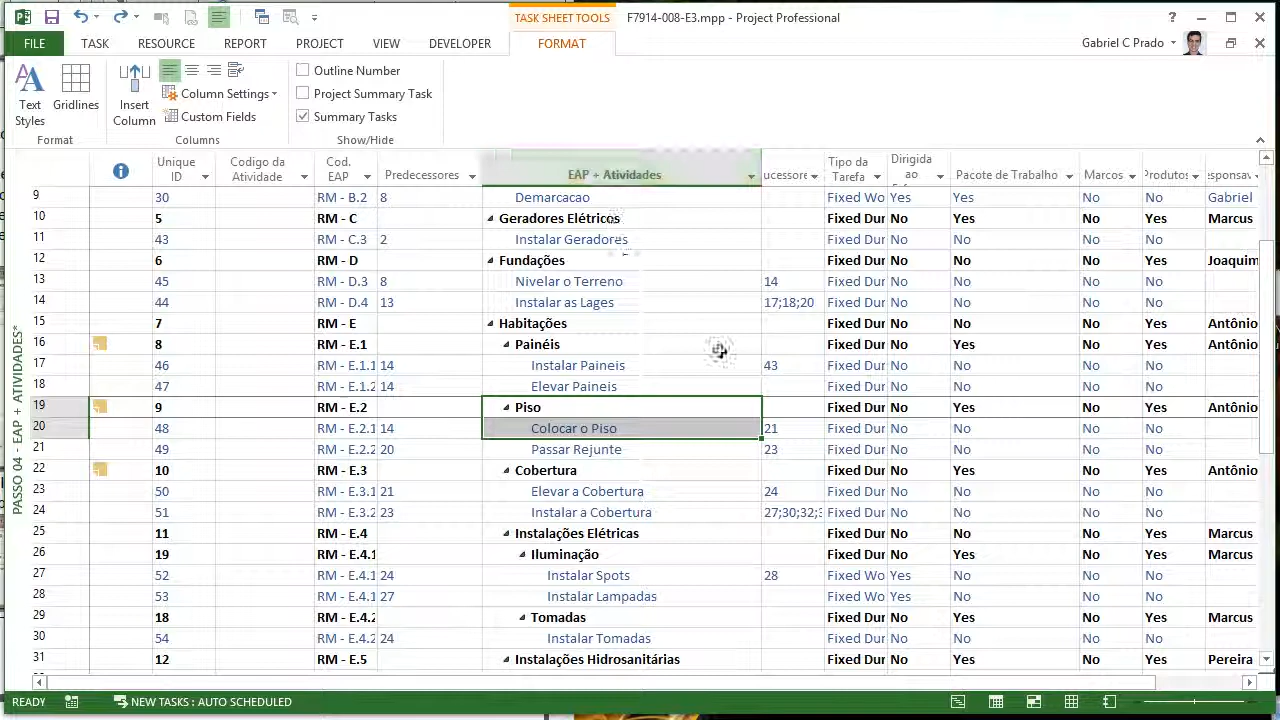 TASK SHEET TOOLS F7914-008-E3.mpp - Project Professional
FILE TASK RESOURCE REPORT PROJECT VIEW DEVELOPER FORMAT Gabriel C Prado
Text Styles Gridlines Insert Column Column Settings Custom Fields
Outline Number
Project Summary Task
Summary Tasks
Format Columns Show/Hide
Unique ID Codigo da Atividade Cod. EAP Predecessores EAP + Atividades ucessore Tipo da Tarefa Dirigida ao Pacote de Trabalho Marcos Produtos esponsav
9 30 RM - B.2 8 Demarcacao Fixed Wo Yes Yes No No Gabriel
10 5 RM - C Geradores Elétricos Fixed Dur No Yes No Yes Marcus
11 43 RM - C.3 2 Instalar Geradores Fixed Dur No No No No
12 6 RM - D Fundações Fixed Dur No Yes No Yes Joaquim
13 45 RM - D.3 8 Nivelar o Terreno 14 Fixed Dur No No No No
14 44 RM - D.4 13 Instalar as Lages 17;18;20 Fixed Dur No No No No
15 7 RM - E Habitações Fixed Dur No No No Yes Antônio
16 8 RM - E.1 Painéis Fixed Dur No Yes No Yes Antônio
17 46 RM - E.1.1 14 Instalar Paineis 43 Fixed Dur No No No No
18 47 RM - E.1.2 14 Elevar Paineis Fixed Dur No No No No
19 9 RM - E.2 Piso Fixed Dur No Yes No Yes Antônio
20 48 RM - E.2.1 14 Colocar o Piso 21 Fixed Dur No No No No
21 49 RM - E.2.2 20 Passar Rejunte 23 Fixed Dur No No No No
22 10 RM - E.3 Cobertura Fixed Dur No Yes No Yes Antônio
23 50 RM - E.3.1 21 Elevar a Cobertura 24 Fixed Dur No No No No
24 51 RM - E.3.2 23 Instalar a Cobertura 27;30;32;3 Fixed Dur No No No No
25 11 RM - E.4 Instalações Elétricas Fixed Dur No No No Yes Marcus
26 19 RM - E.4.1 Iluminação Fixed Dur No Yes No Yes Marcus
27 52 RM - E.4.1 24 Instalar Spots 28 Fixed Wo Yes No No No
28 53 RM - E.4.1 27 Instalar Lampadas Fixed Wo Yes No No No
29 18 RM - E.4.2 Tomadas Fixed Dur No Yes No Yes Marcus
30 54 RM - E.4.2 24 Instalar Tomadas Fixed Dur No No No No
31 12 RM - E.5 Instalações Hidrosanitárias Fixed Dur No Yes No Yes Pereira
PASSO 04 - EAP + ATIVIDADES*
READY NEW TASKS : AUTO SCHEDULED